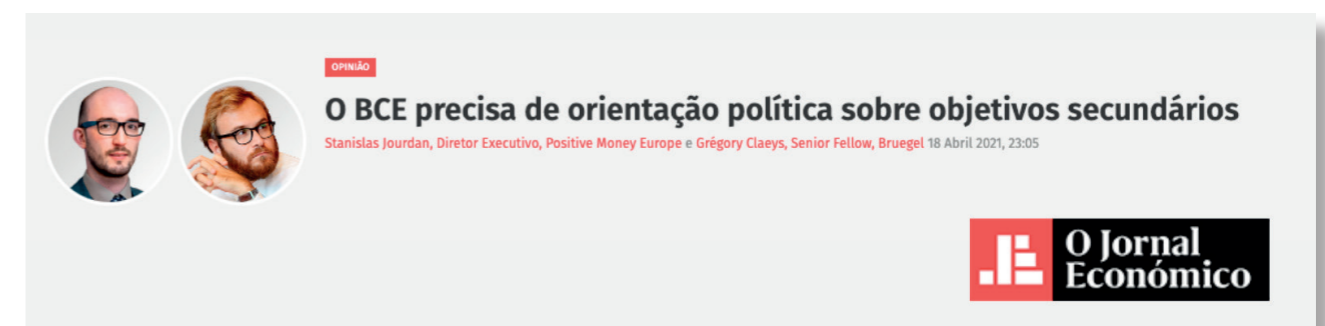 OPINIÃO
O BCE precisa de orientação política sobre objetivos secundários
Stanislas Jourdan, Diretor Executivo, Positive Money Europe e Grégory Claeys, Senior Fellow, Bruegel 18 Abril 2021, 23:05
O Jornal
Económico